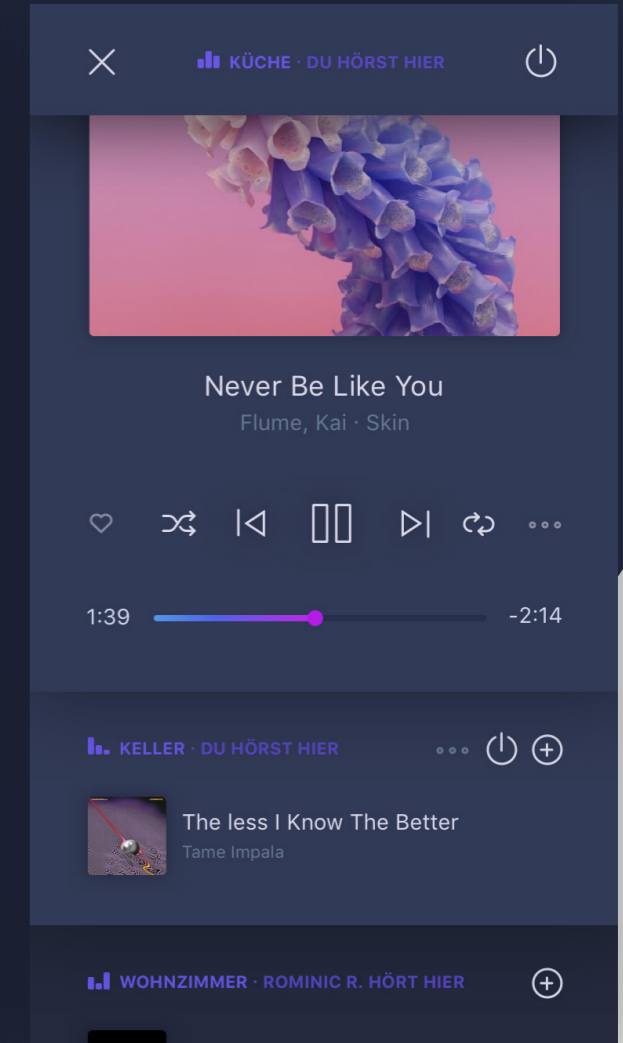 KÜCHE · DU HÖRST HIER
Never Be Like You
Flume, Kai · Skin
1:39
-2:14
KELLER · DU HÖRST HIER
The less I Know The Better
Tame Impala
WOHNZIMMER · ROMINIC R. HÖRT HIER